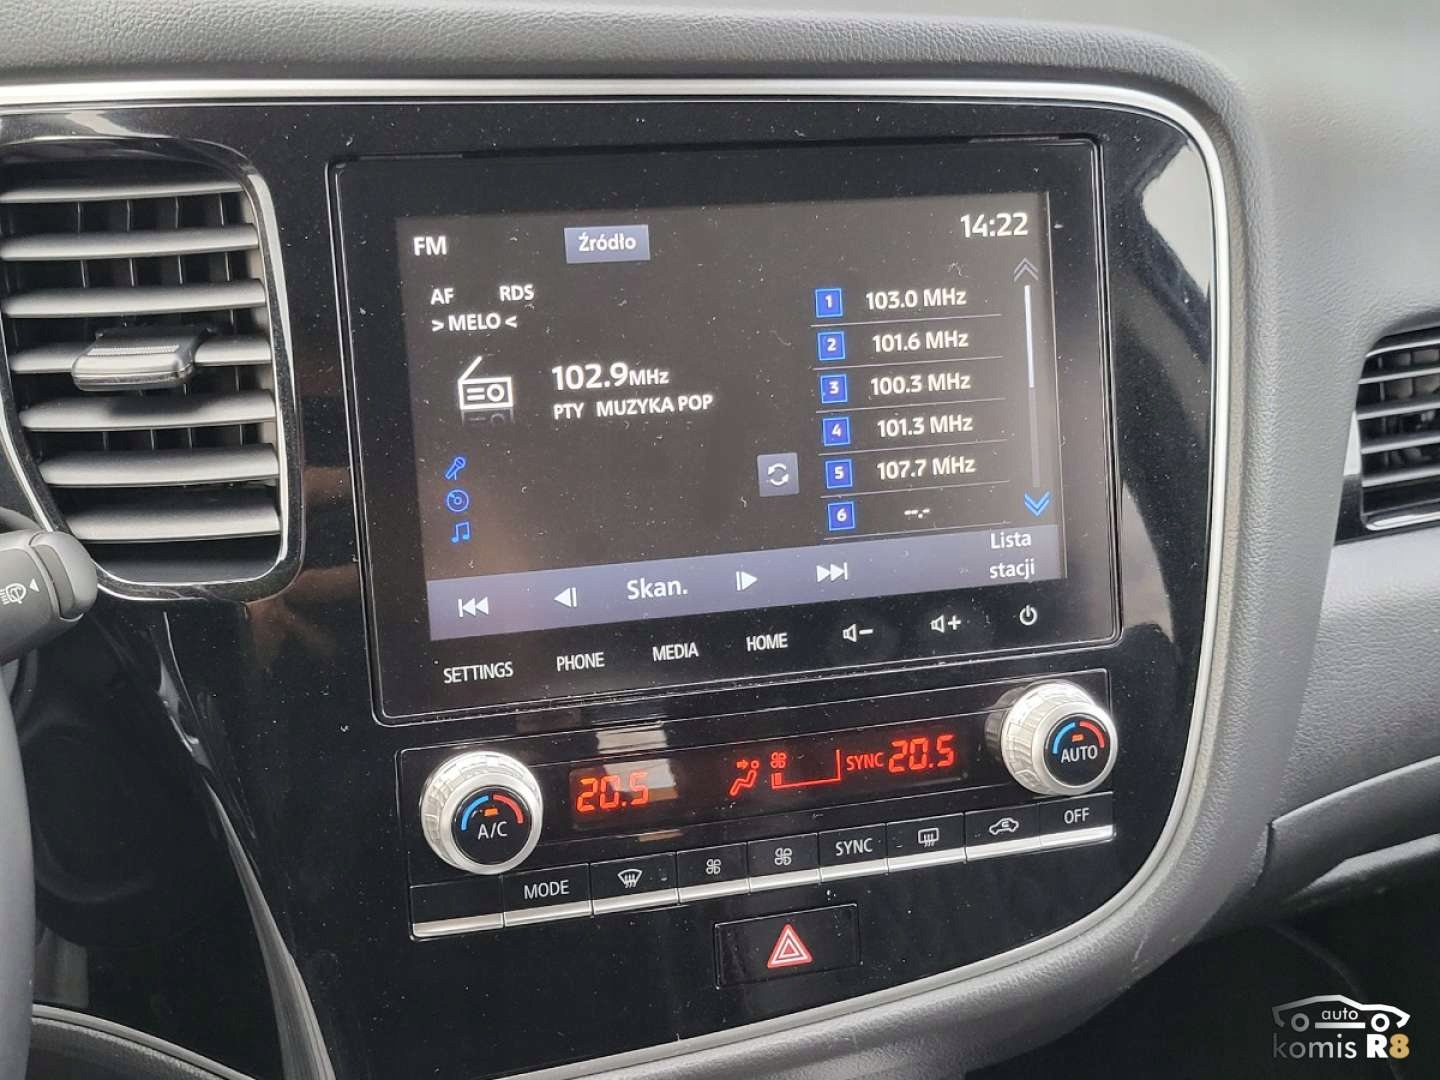 FM
Źródło
14:22
AF RDS
> MELO <
102.9MHz
PTY MUZYKA POP
1 103.0 MHz
2 101.6 MHz
3 100.3 MHz
4 101.3 MHz
5 107.7 MHz
6 --.-
Skan.
Lista
stacji
SETTINGS PHONE MEDIA HOME
20.5 SYNC 20.5
A/C
AUTO
MODE SYNC OFF
auto
komis R8